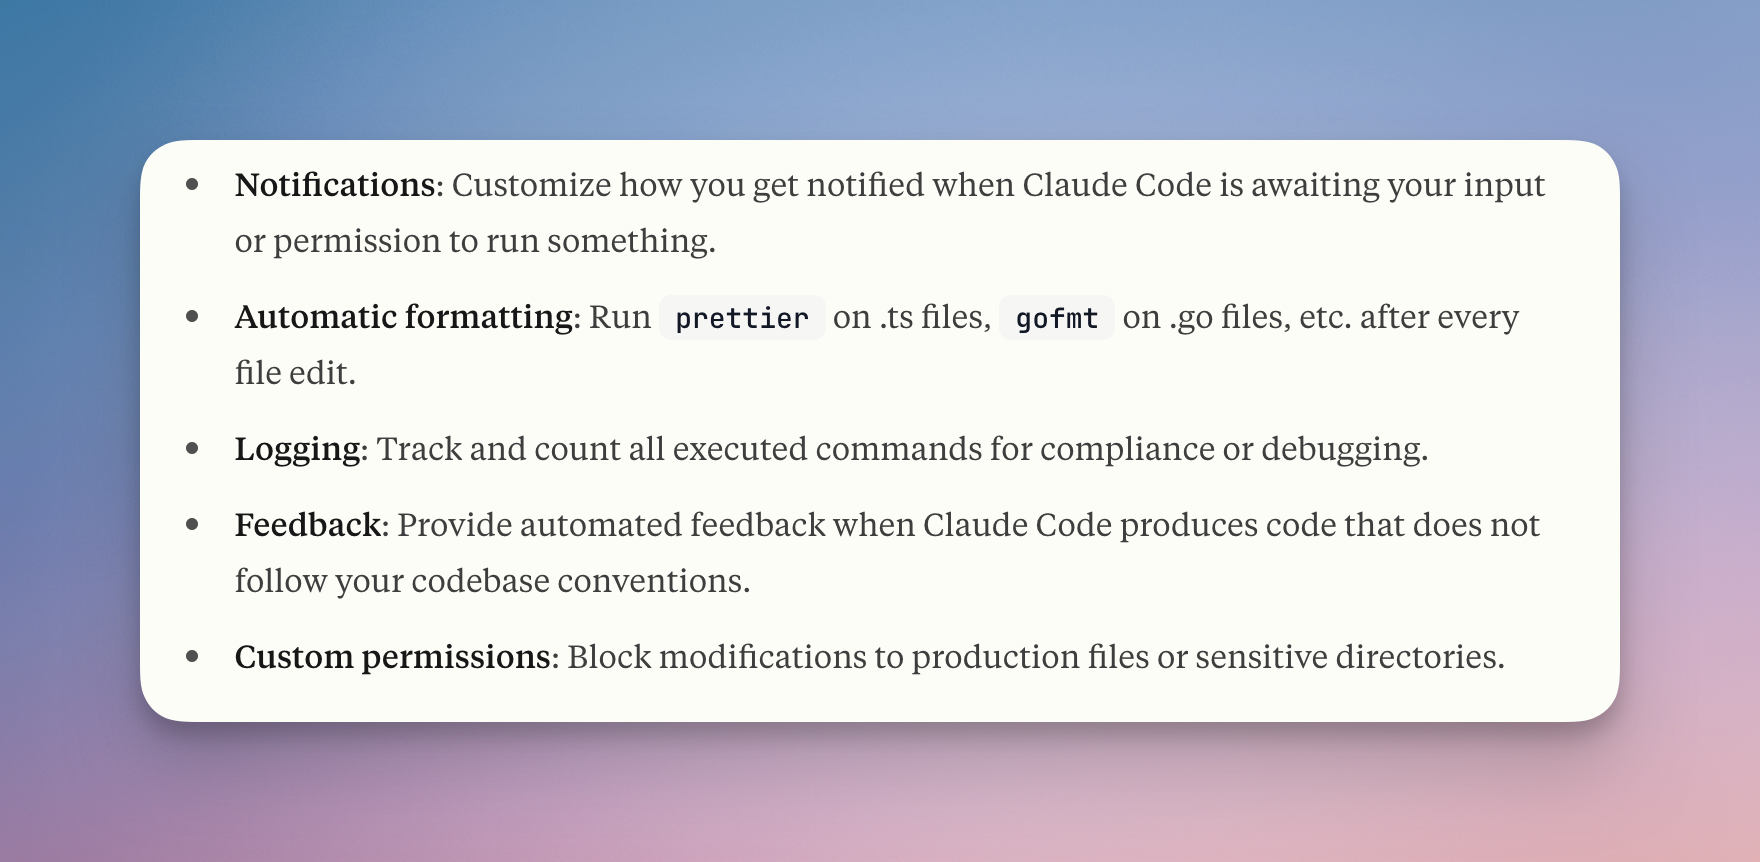 • Notifications: Customize how you get notified when Claude Code is awaiting your input
or permission to run something.
• Automatic formatting: Run prettier on .ts files, gofmt on .go files, etc. after every
file edit.
• Logging: Track and count all executed commands for compliance or debugging.
• Feedback: Provide automated feedback when Claude Code produces code that does not
follow your codebase conventions.
• Custom permissions: Block modifications to production files or sensitive directories.